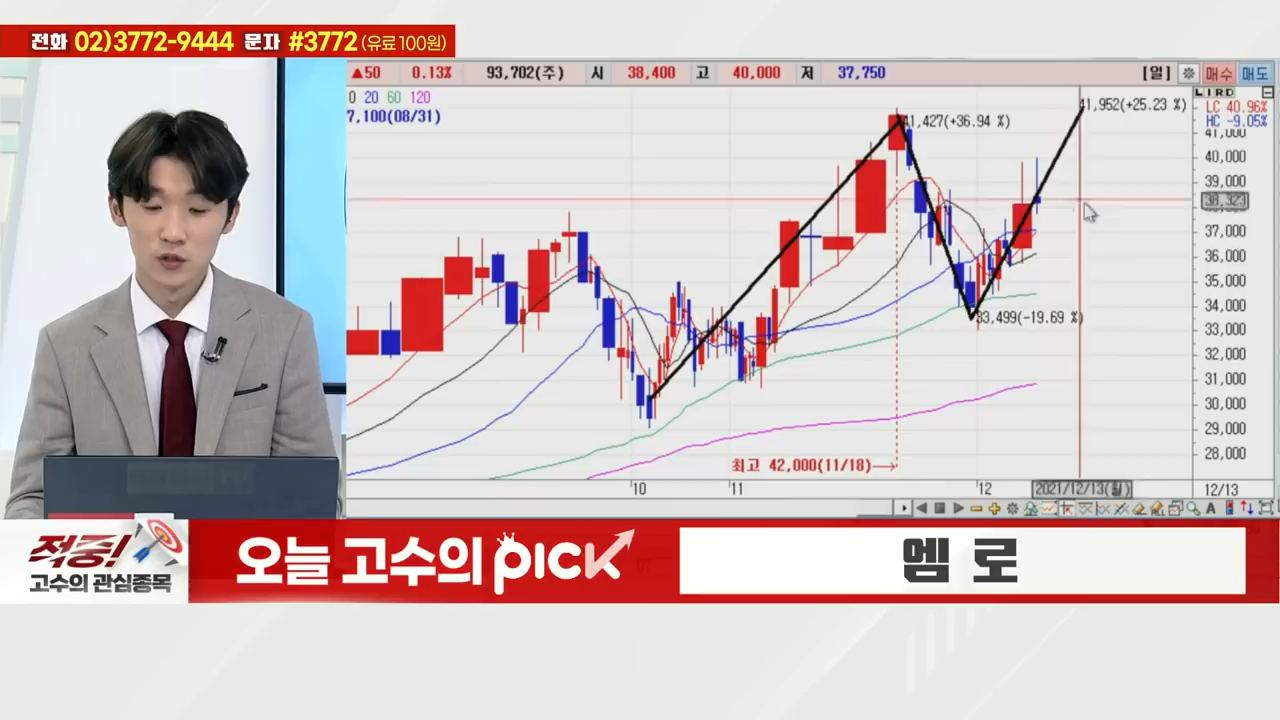 전화 02)3772-9444 문자 #3772 (유료 100원)
▲50 0.13% 93,702(주) 시 38,400 고 40,000 저 37,750 [일] 매수 매도
0 20 60 120
7,100(08/31)
L I R D
LC 40.96%
HC -9.05%
41,952(+25.23 %)
41,427(+36.94 %)
33,499(-19.69 %)
최고 42,000(11/18)→
41,000
40,000
39,000
38,323
37,000
36,000
35,000
34,000
33,000
32,000
31,000
30,000
29,000
28,000
10 11 12 2021/12/13(월) 12/13
적중!
고수의 관심종목
오늘 고수의 PICK
엠로